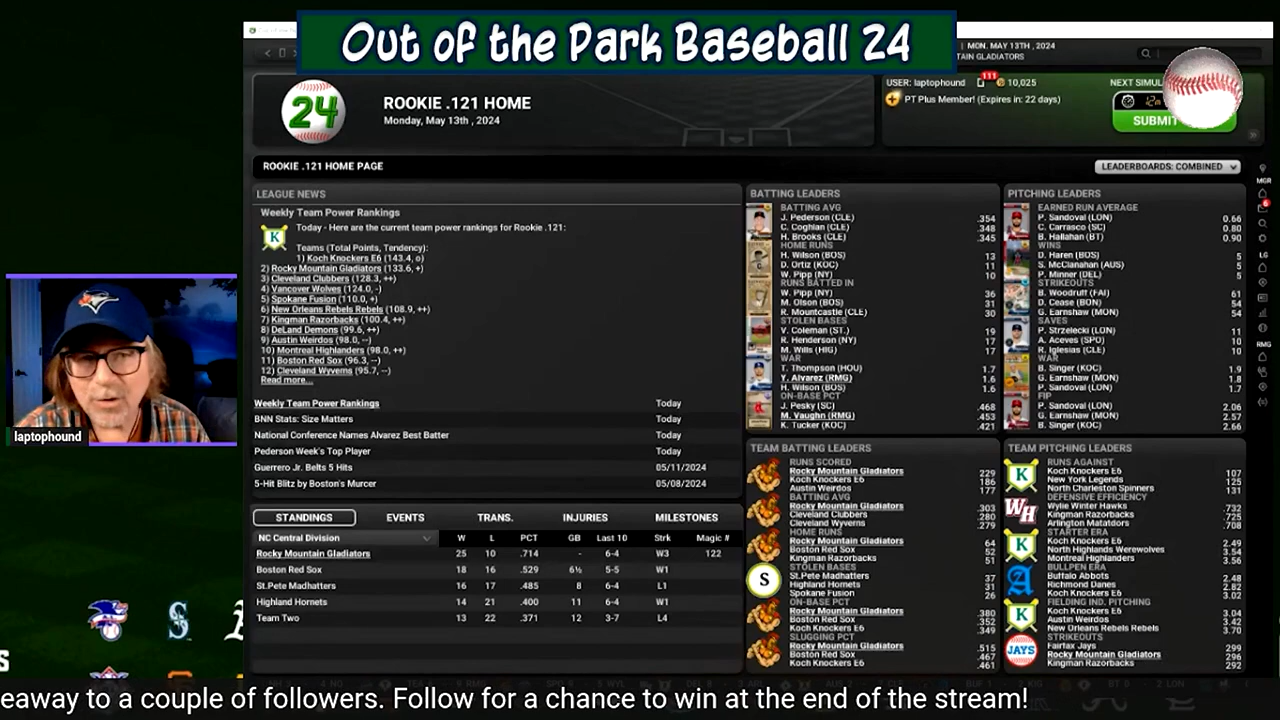 Out of the Park Baseball 24
MON. MAY 13TH, 2024
TAIN GLADIATORS
24
ROOKIE .121 HOME
Monday, May 13th , 2024
USER: laptophound
111
10,025
PT Plus Member! (Expires in: 22 days)
SUBMIT
ROOKIE .121 HOME PAGE
LEADERBOARDS: COMBINED
LEAGUE NEWS
Weekly Team Power Rankings
Today - Here are the current team power rankings for Rookie .121:
Teams (Total Points, Tendency):
1) Koch Knockers E6 (143.4, o)
2) Rocky Mountain Gladiators (133.6, +)
3) Cleveland Clubbers (128.3, ++)
4) Vancover Wolves (124.0, -)
5) Spokane Fusion (110.0, +)
6) New Orleans Rebels Rebels (108.9, ++)
7) Kingman Razorbacks (100.4, ++)
8) DeLand Demons (99.6, ++)
9) Austin Weirdos (98.0, --)
10) Montreal Highlanders (98.0, ++)
11) Boston Red Sox (96.3, --)
12) Cleveland Wyverns (95.7, --)
Read more...
Weekly Team Power Rankings Today
BNN Stats: Size Matters Today
National Conference Names Alvarez Best Batter Today
Pederson Week's Top Player Today
Guerrero Jr. Belts 5 Hits 05/11/2024
5-Hit Blitz by Boston's Murcer 05/08/2024
STANDINGS EVENTS TRANS. INJURIES MILESTONES
NC Central Division W L PCT GB Last 10 Strk Magic #
Rocky Mountain Gladiators 25 10 .714 - 6-4 W3 122
Boston Red Sox 18 16 .529 6½ 5-5 W1
St.Pete Madhatters 16 17 .485 8 6-4 L1
Highland Hornets 14 21 .400 11 6-4 W1
Team Two 13 22 .371 12 3-7 L4
BATTING LEADERS
BATTING AVG
J. Pederson (CLE) .354
C. Coghlan (CLE) .348
H. Brooks (CLE) .345
HOME RUNS
H. Wilson (BOS) 13
D. Ortiz (KOC) 11
W. Pipp (NY) 10
RUNS BATTED IN
W. Pipp (NY) 36
M. Olson (BOS) 31
R. Mountcastle (CLE) 30
STOLEN BASES
V. Coleman (ST.) 19
R. Henderson (NY) 17
M. Wills (HIG) 17
WAR
T. Thompson (HOU) 1.7
Y. Alvarez (RMG) 1.6
H. Wilson (BOS) 1.6
ON-BASE PCT
J. Pesky (SC) .468
M. Vaughn (RMG) .453
K. Tucker (KOC) .421
PITCHING LEADERS
EARNED RUN AVERAGE
P. Sandoval (LON) 0.66
C. Carrasco (SC) 0.80
B. Hallahan (BT) 0.90
WINS
D. Haren (BOS) 5
S. McClanahan (AUS) 5
P. Minner (DEL) 5
STRIKEOUTS
B. Woodruff (FAI) 61
D. Cease (BON) 54
G. Earnshaw (MON) 54
SAVES
P. Strzelecki (LON) 11
A. Aceves (SPO) 10
R. Iglesias (CLE) 10
WAR
B. Singer (KOC) 1.9
G. Earnshaw (MON) 1.8
P. Sandoval (LON) 1.7
FIP
P. Sandoval (LON) 2.06
G. Earnshaw (MON) 2.57
B. Singer (KOC) 2.66
TEAM BATTING LEADERS
RUNS SCORED
Rocky Mountain Gladiators 229
Koch Knockers E6 186
Austin Weirdos 177
BATTING AVG
Rocky Mountain Gladiators .303
Cleveland Clubbers .280
Cleveland Wyverns .279
HOME RUNS
Rocky Mountain Gladiators 64
Boston Red Sox 52
Kingman Razorbacks 51
STOLEN BASES
St.Pete Madhatters 37
Highland Hornets 31
Spokane Fusion 26
ON-BASE PCT
Rocky Mountain Gladiators .380
Boston Red Sox .352
Koch Knockers E6 .349
SLUGGING PCT
Rocky Mountain Gladiators .515
Boston Red Sox .467
Koch Knockers E6 .461
TEAM PITCHING LEADERS
RUNS AGAINST
Koch Knockers E6 107
New York Legends 125
North Charleston Spinners 131
DEFENSIVE EFFICIENCY
Wylie Winter Hawks .732
Kingman Razorbacks .725
Arlington Matatdors .708
STARTER ERA
Koch Knockers E6 2.49
North Highlands Werewolves 3.54
Montreal Highlanders 3.56
BULLPEN ERA
Buffalo Abbots 2.48
Richmond Danes 2.82
Koch Knockers E6 3.02
FIELDING IND. PITCHING
Koch Knockers E6 3.04
Austin Weirdos 3.42
New Orleans Rebels Rebels 3.70
STRIKEOUTS
Fairfax Jays 299
Rocky Mountain Gladiators 296
Kingman Razorbacks 292
MGR
6
LG
RMG
laptophound
eaway to a couple of followers. Follow for a chance to win at the end of the stream!